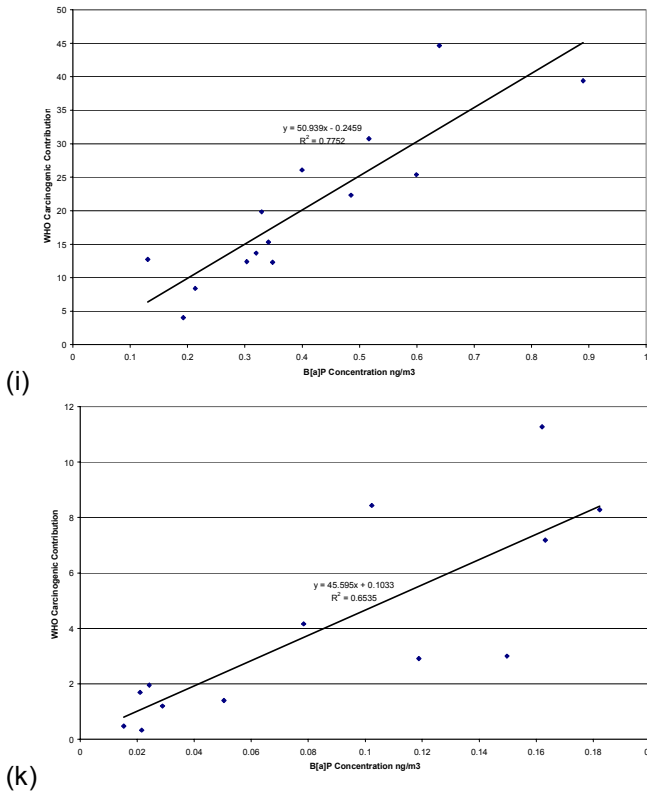 50
45
40
35
30
25
20
15
10
5
0
WHO Carcinogenic Contribution
y = 50.939x - 0.2459
R² = 0.7752
0 0.1 0.2 0.3 0.4 0.5 0.6 0.7 0.8 0.9 1
B[a]P Concentration ng/m3
(i)
12
10
8
6
4
2
0
WHO Carcinogenic Contribution
y = 45.595x + 0.1033
R² = 0.6535
0 0.02 0.04 0.06 0.08 0.1 0.12 0.14 0.16 0.18
B[a]P Concentration ng/m3
(k)